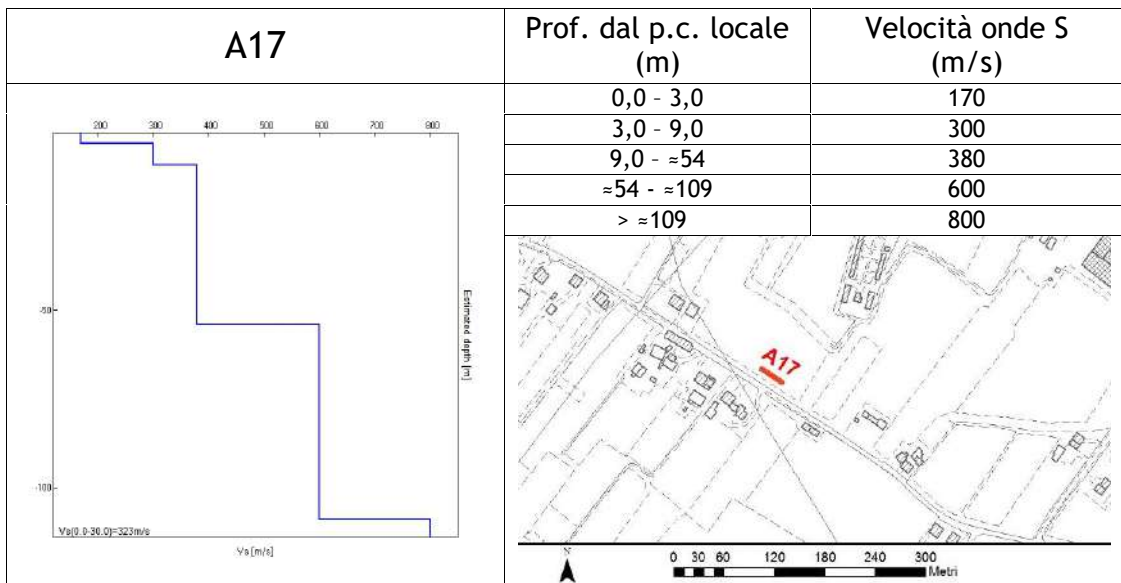 A17
Prof. dal p.c. locale
(m)
Velocità onde S
(m/s)
0,0 – 3,0 170
3,0 – 9,0 300
9,0 – ≈54 380
≈54 - ≈109 600
> ≈109 800
200 300 400 500 600 700 800
-50
-100
Estimated depth [m]
Vs(0.0-30.0)=323m/s
Vs [m/s]
A17
N
0 30 60 120 180 240 300
Metri